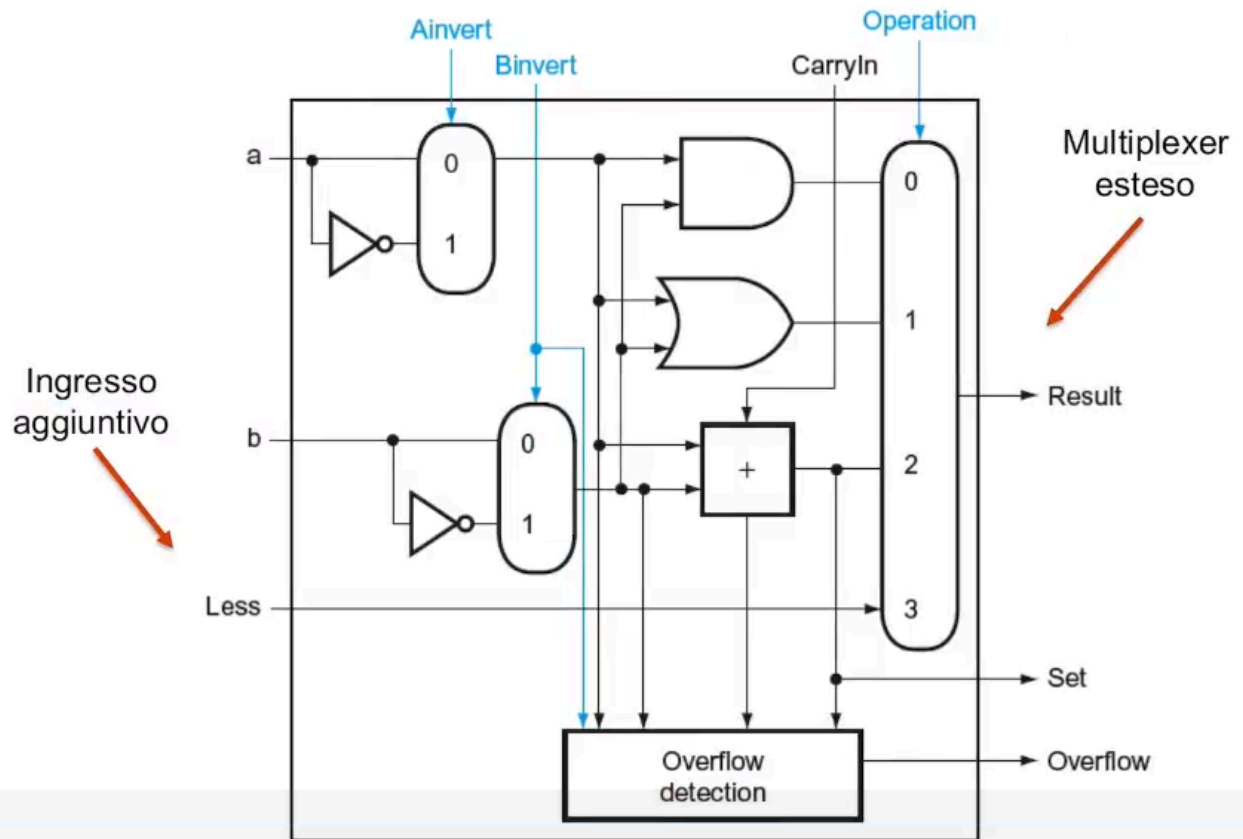 Ainvert
Binvert
Operation
CarryIn
Multiplexer
esteso
a
0
1
0
1
Ingresso
aggiuntivo
b
0
1
+
2
Result
Less
3
Set
Overflow
detection
Overflow